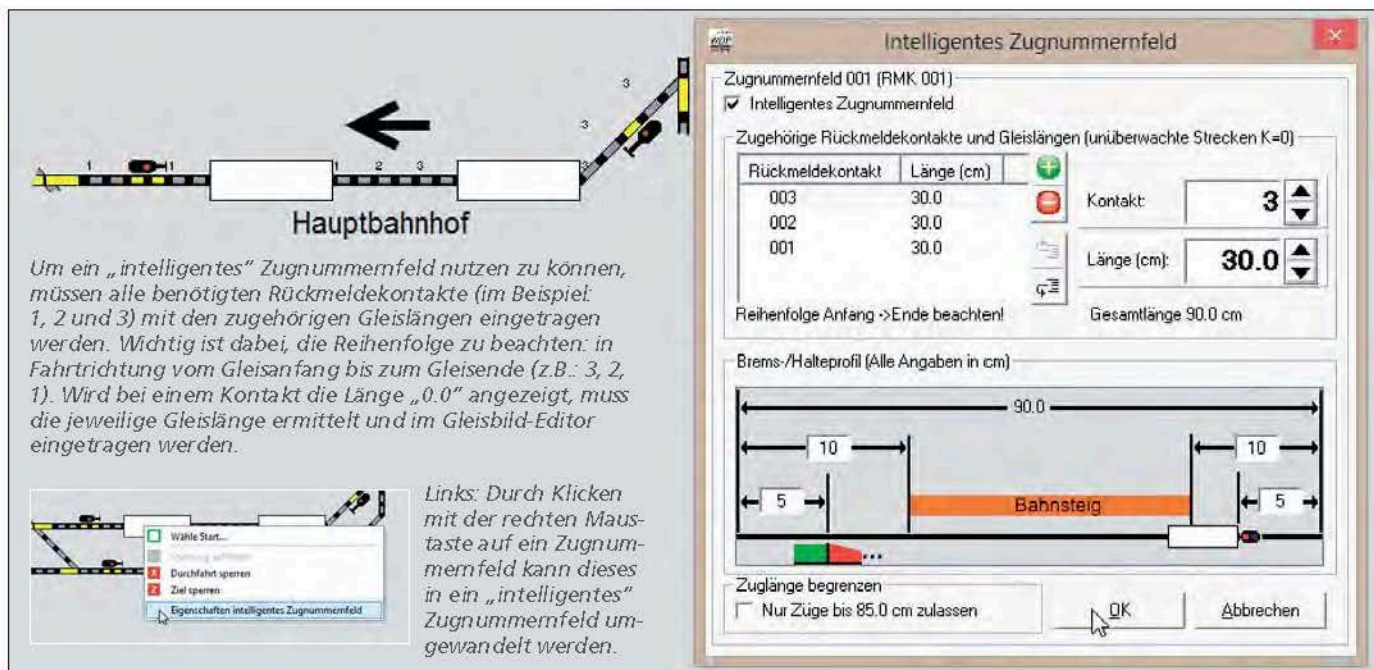 3
3
1 1 1 2 3 3
Hauptbahnhof
Um ein „intelligentes“ Zugnummernfeld nutzen zu können,
müssen alle benötigten Rückmeldekontakte (im Beispiel:
1, 2 und 3) mit den zugehörigen Gleislängen eingetragen
werden. Wichtig ist dabei, die Reihenfolge zu beachten: in
Fahrtrichtung vom Gleisanfang bis zum Gleisende (z.B.: 3, 2,
1). Wird bei einem Kontakt die Länge „0.0“ angezeigt, muss
die jeweilige Gleislänge ermittelt und im Gleisbild-Editor
eingetragen werden.
Wähle Start...
Durchfahrt sperren
Ziel sperren
Eigenschaften intelligentes Zugnummernfeld
Links: Durch Klicken
mit der rechten Maus-
taste auf ein Zugnum-
mernfeld kann dieses
in ein „intelligentes“
Zugnummernfeld um-
gewandelt werden.
Intelligentes Zugnummernfeld
Zugnummernfeld 001 (RMK 001)
Intelligentes Zugnummernfeld
Zugehörige Rückmeldekontakte und Gleislängen (unüberwachte Strecken K=0)
Rückmeldekontakt Länge (cm)
003 30.0
002 30.0
001 30.0
Kontakt: 3
Länge (cm): 30.0
Reihenfolge Anfang ->Ende beachten! Gesamtlänge 90.0 cm
Brems-/Halteprofil (Alle Angaben in cm)
90.0
10 10
5 Bahnsteig 5
Zuglänge begrenzen
Nur Züge bis 85.0 cm zulassen
OK Abbrechen